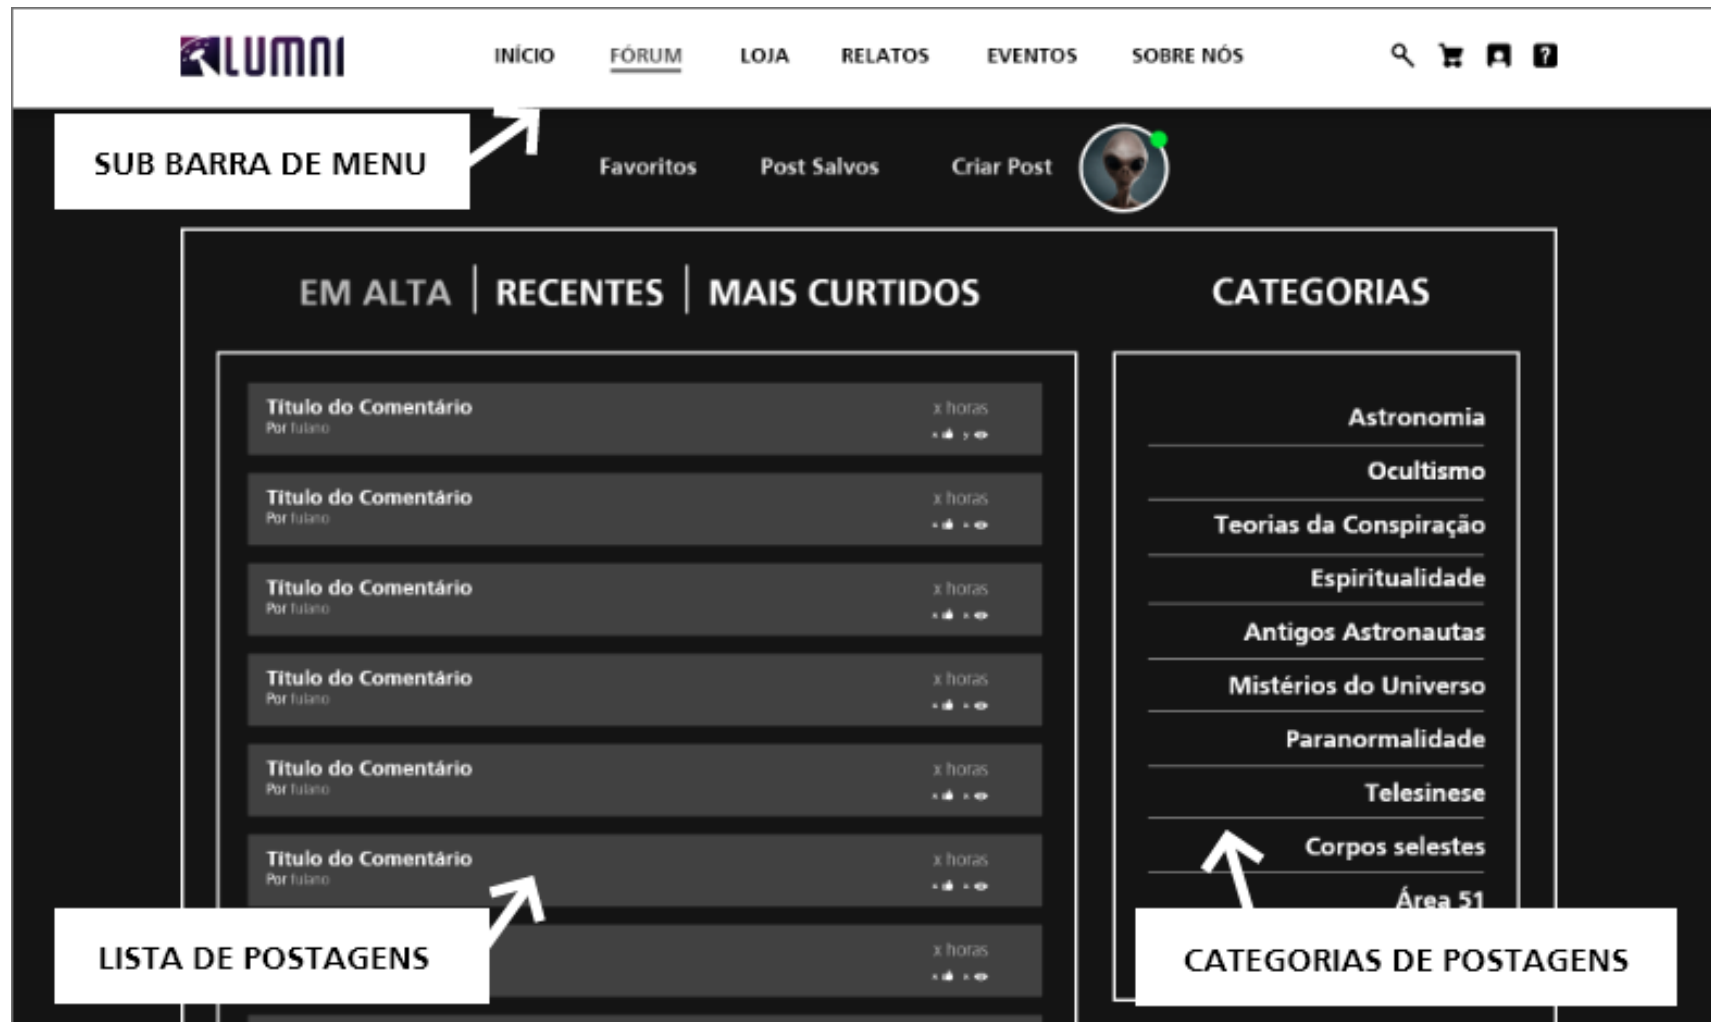 ALUMNI
INÍCIO FÓRUM LOJA RELATOS EVENTOS SOBRE NÓS ?
SUB BARRA DE MENU
Favoritos Post Salvos Criar Post
EM ALTA | RECENTES | MAIS CURTIDOS
CATEGORIAS
Título do Comentário x horas
Por fulano x y
Título do Comentário x horas
Por fulano x x
Título do Comentário x horas
Por fulano x x
Título do Comentário x horas
Por fulano x x
Título do Comentário x horas
Por fulano x x
Título do Comentário x horas
Por fulano x x
x horas
x x
LISTA DE POSTAGENS
Astronomia
Ocultismo
Teorias da Conspiração
Espiritualidade
Antigos Astronautas
Mistérios do Universo
Paranormalidade
Telesinese
Corpos selestes
Área 51
CATEGORIAS DE POSTAGENS